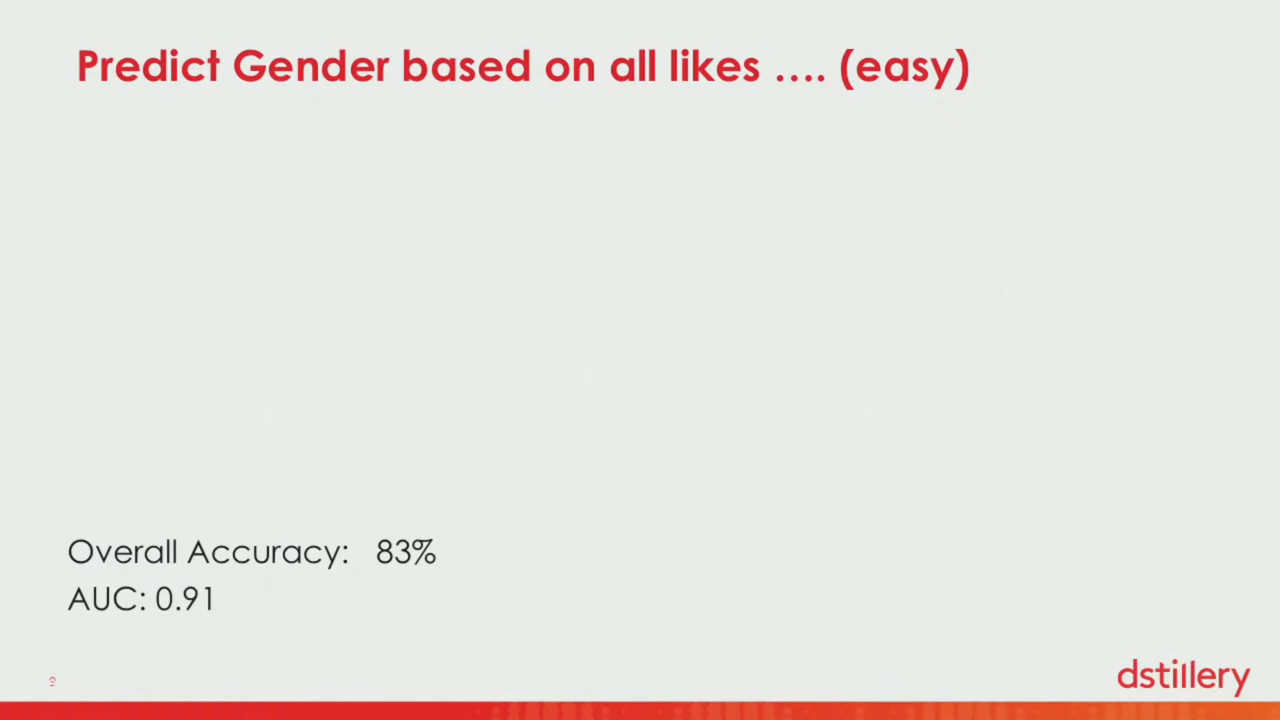 Predict Gender based on all likes .... (easy)
Overall Accuracy: 83%
AUC: 0.91
dstillery